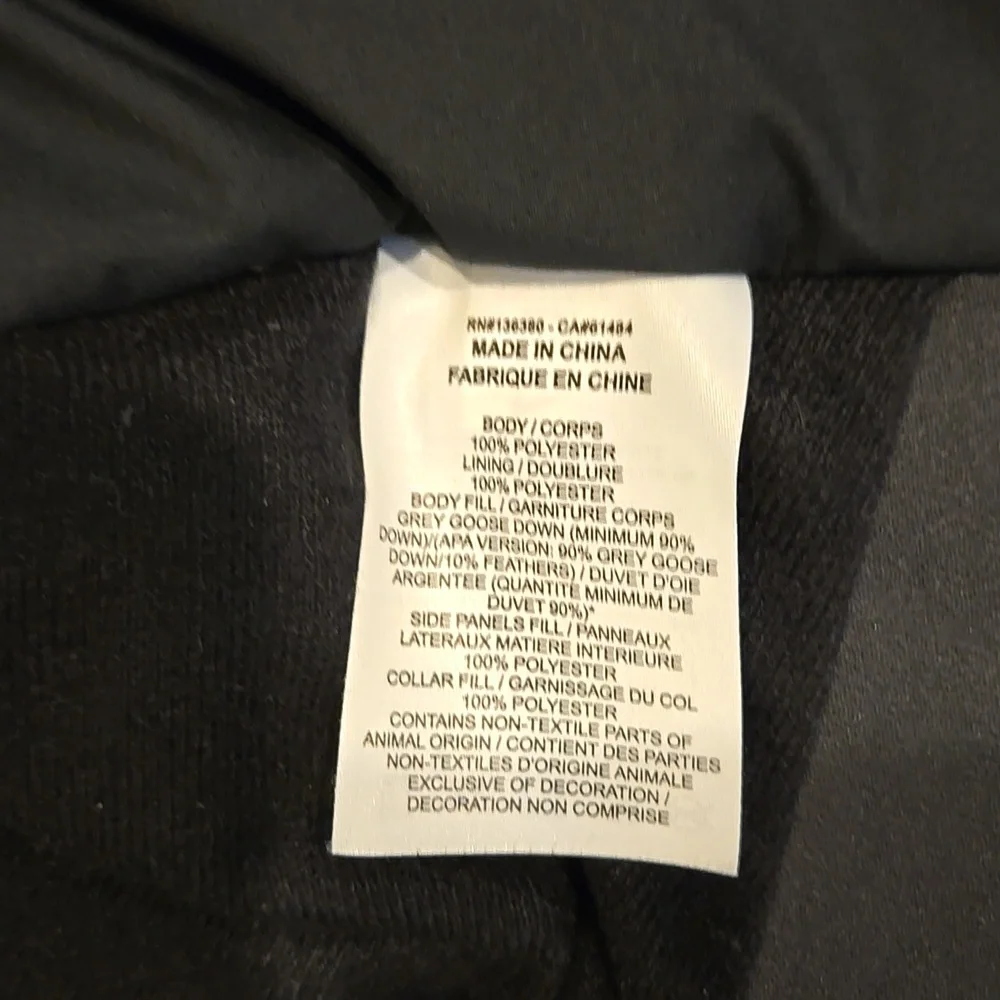 RN#136380 - CA#61484
MADE IN CHINA
FABRIQUE EN CHINE
BODY / CORPS
100% POLYESTER
LINING / DOUBLURE
100% POLYESTER
BODY FILL / GARNITURE CORPS
GREY GOOSE DOWN (MINIMUM 90%
DOWN)/(APA VERSION: 90% GREY GOOSE
DOWN/10% FEATHERS) / DUVET D'OIE
ARGENTEE (QUANTITE MINIMUM DE
DUVET 90%)*
SIDE PANELS FILL / PANNEAUX
LATERAUX MATIERE INTERIEURE
100% POLYESTER
COLLAR FILL / GARNISSAGE DU COL
100% POLYESTER
CONTAINS NON-TEXTILE PARTS OF
ANIMAL ORIGIN / CONTIENT DES PARTIES
NON-TEXTILES D'ORIGINE ANIMALE
EXCLUSIVE OF DECORATION /
DECORATION NON COMPRISE